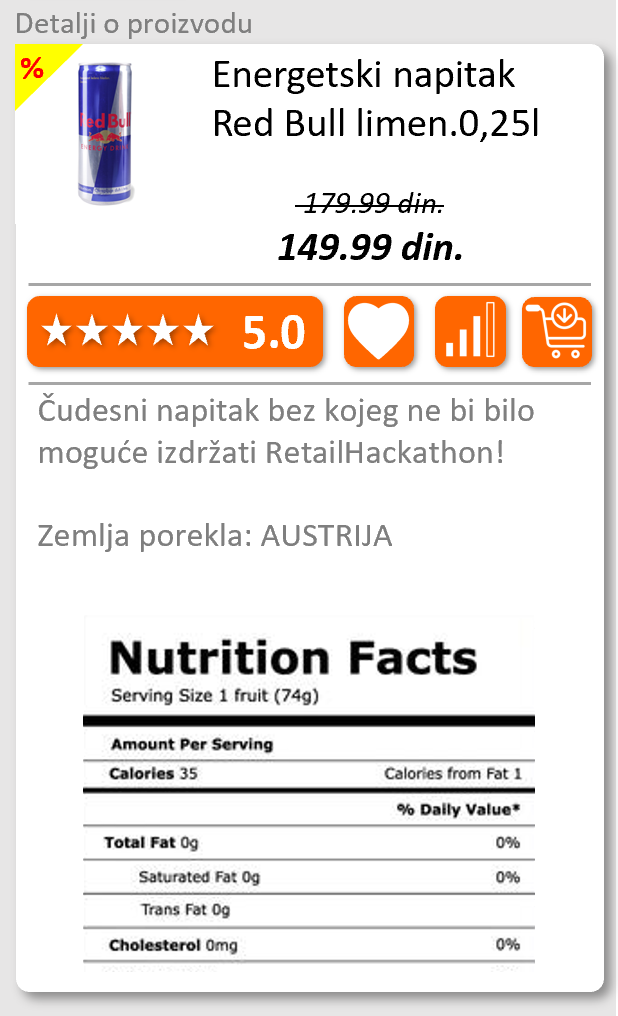 Detalji o proizvodu
%
Energetski napitak
Red Bull limen.0,25l
RedBull
ENERGY DRINK
179.99 din.
149.99 din.
5.0
Čudesni napitak bez kojeg ne bi bilo
moguće izdržati RetailHackathon!
Zemlja porekla: AUSTRIJA
Nutrition Facts
Serving Size 1 fruit (74g)
Amount Per Serving
Calories 35 Calories from Fat 1
% Daily Value*
Total Fat 0g 0%
Saturated Fat 0g 0%
Trans Fat 0g
Cholesterol 0mg 0%